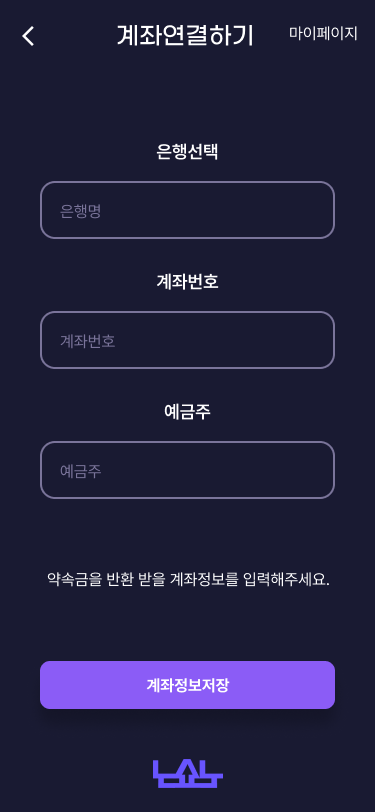 계좌연결하기
마이페이지
은행선택
은행명
계좌번호
계좌번호
예금주
예금주
약속금을 반환 받을 계좌정보를 입력해주세요.
계좌정보저장